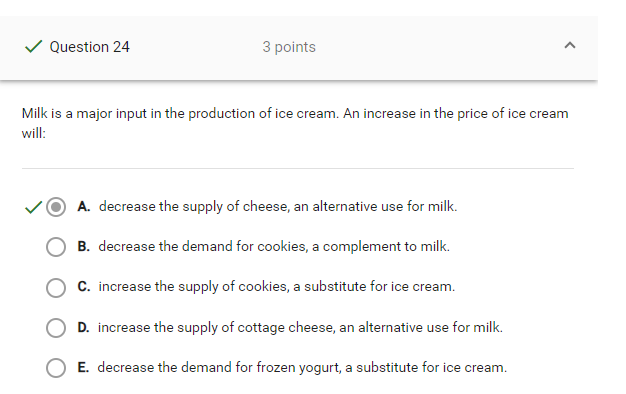 Question 24
3 points
Milk is a major input in the production of ice cream. An increase in the price of ice cream
will:
A. decrease the supply of cheese, an alternative use for milk.
B. decrease the demand for cookies, a complement to milk.
C. increase the supply of cookies, a substitute for ice cream.
D. increase the supply of cottage cheese, an alternative use for milk.
E. decrease the demand for frozen yogurt, a substitute for ice cream.